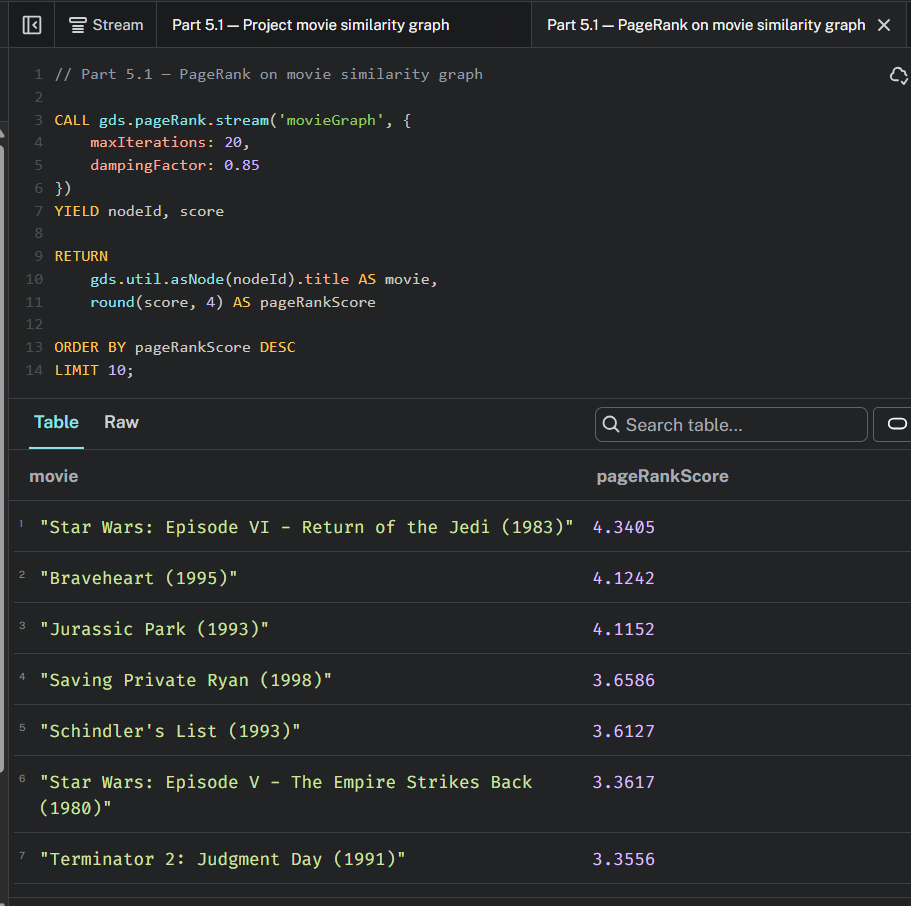 Stream
Part 5.1 — Project movie similarity graph
Part 5.1 — PageRank on movie similarity graph
1 // Part 5.1 — PageRank on movie similarity graph
2
3 CALL gds.pageRank.stream('movieGraph', {
4 maxIterations: 20,
5 dampingFactor: 0.85
6 })
7 YIELD nodeId, score
8
9 RETURN
10 gds.util.asNode(nodeId).title AS movie,
11 round(score, 4) AS pageRankScore
12
13 ORDER BY pageRankScore DESC
14 LIMIT 10;
Table Raw
Search table...
movie pageRankScore
1 "Star Wars: Episode VI - Return of the Jedi (1983)" 4.3405
2 "Braveheart (1995)" 4.1242
3 "Jurassic Park (1993)" 4.1152
4 "Saving Private Ryan (1998)" 3.6586
5 "Schindler's List (1993)" 3.6127
6 "Star Wars: Episode V - The Empire Strikes Back 3.3617
(1980)"
7 "Terminator 2: Judgment Day (1991)" 3.3556